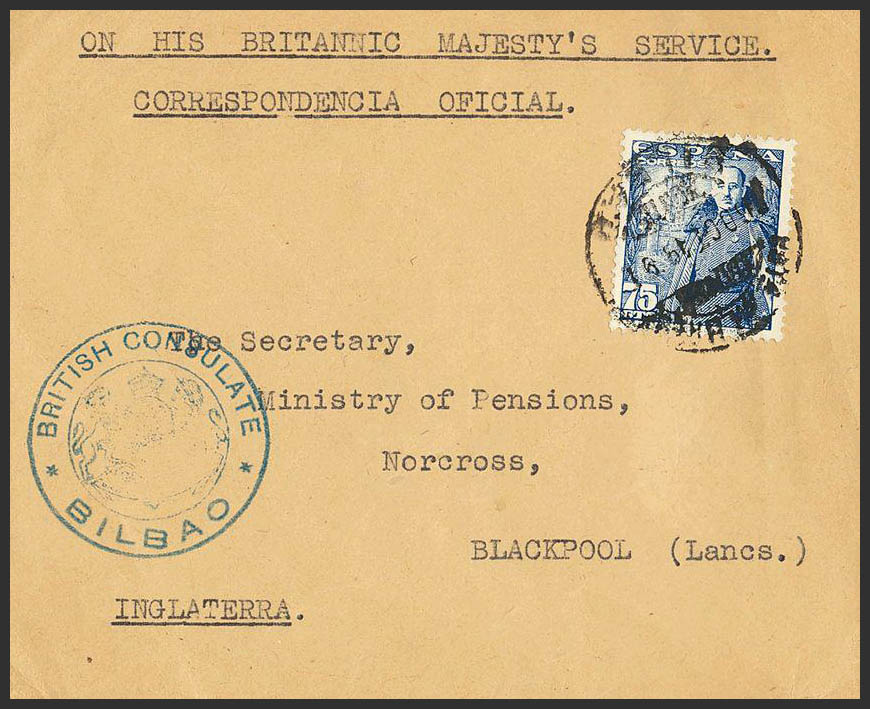 ON HIS BRITANNIC MAJESTY'S SERVICE.
CORRESPONDENCIA OFICIAL.
ESPAÑA
CORREOS
75
The Secretary,
Ministry of Pensions,
Norcross,
BLACKPOOL (Lancs.)
INGLATERRA.
* BRITISH CONSULATE *
BILBAO